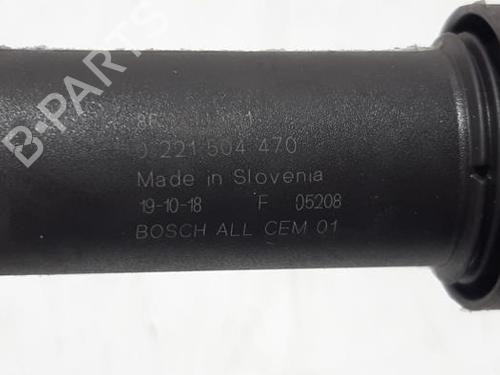 B-PARTS
0 221 504 470
Made in Slovenia
19-10-18 F 05208
BOSCH ALL CEM 01